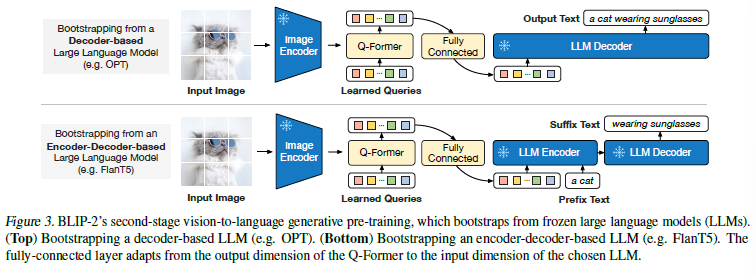 Bootstrapping from a
Decoder-based
Large Language Model
(e.g. OPT)
Input Image
Image
Encoder
Learned Queries
Q-Former
Fully
Connected
Output Text
a cat wearing sunglasses
LLM Decoder
Bootstrapping from an
Encoder-Decoder-based
Large Language Model
(e.g. FlanT5)
Input Image
Image
Encoder
Q-Former
Learned Queries
Fully
Connected
Suffix Text
wearing sunglasses
LLM Encoder
LLM Decoder
a cat
Prefix Text
Figure 3. BLIP-2's second-stage vision-to-language generative pre-training, which bootstraps from frozen large language models (LLMs).
(Top) Bootstrapping a decoder-based LLM (e.g. OPT). (Bottom) Bootstrapping an encoder-decoder-based LLM (e.g. FlanT5). The
fully-connected layer adapts from the output dimension of the Q-Former to the input dimension of the chosen LLM.